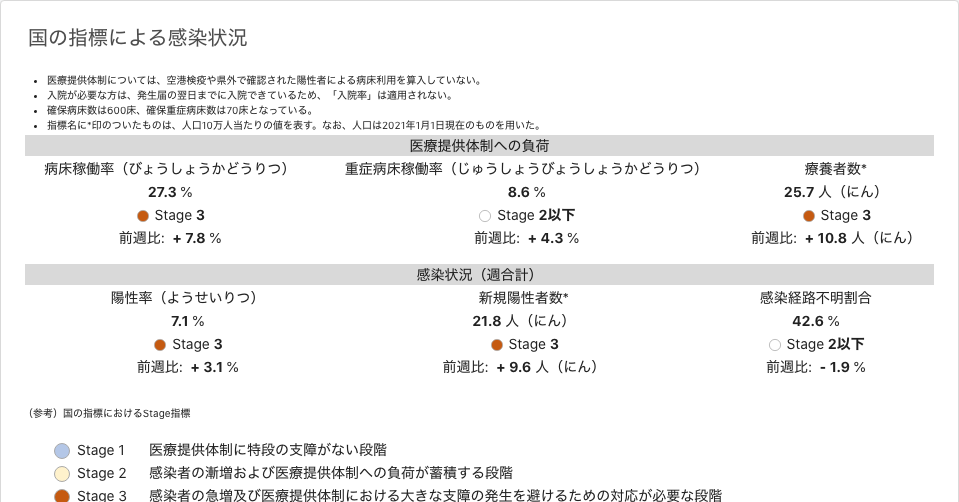 国の指標による感染状況
• 医療提供体制については、空港検疫や県外で確認された陽性者による病床利用を算入していない。
• 入院が必要な方は、発生届の翌日までに入院できているため、「入院率」は適用されない。
• 確保病床数は600床、確保重症病床数は70床となっている。
• 指標名に*印のついたものは、人口10万人当たりの値を表す。なお、人口は2021年1月1日現在のものを用いた。
医療提供体制への負荷
病床稼働率（びょうしょうかどうりつ） 重症病床稼働率（じゅうしょうびょうしょうかどうりつ） 療養者数*
27.3 % 8.6 % 25.7 人（にん）
Stage 3 Stage 2以下 Stage 3
前週比: + 7.8 % 前週比: + 4.3 % 前週比: + 10.8 人（にん）
感染状況（週合計）
陽性率（ようせいりつ） 新規陽性者数* 感染経路不明割合
7.1 % 21.8 人（にん） 42.6 %
Stage 3 Stage 3 Stage 2以下
前週比: + 3.1 % 前週比: + 9.6 人（にん） 前週比: - 1.9 %
（参考）国の指標におけるStage指標
Stage 1 医療提供体制に特段の支障がない段階
Stage 2 感染者の漸増および医療提供体制への負荷が蓄積する段階
Stage 3 感染者の急増及び医療提供体制における大きな支障の発生を避けるための対応が必要な段階